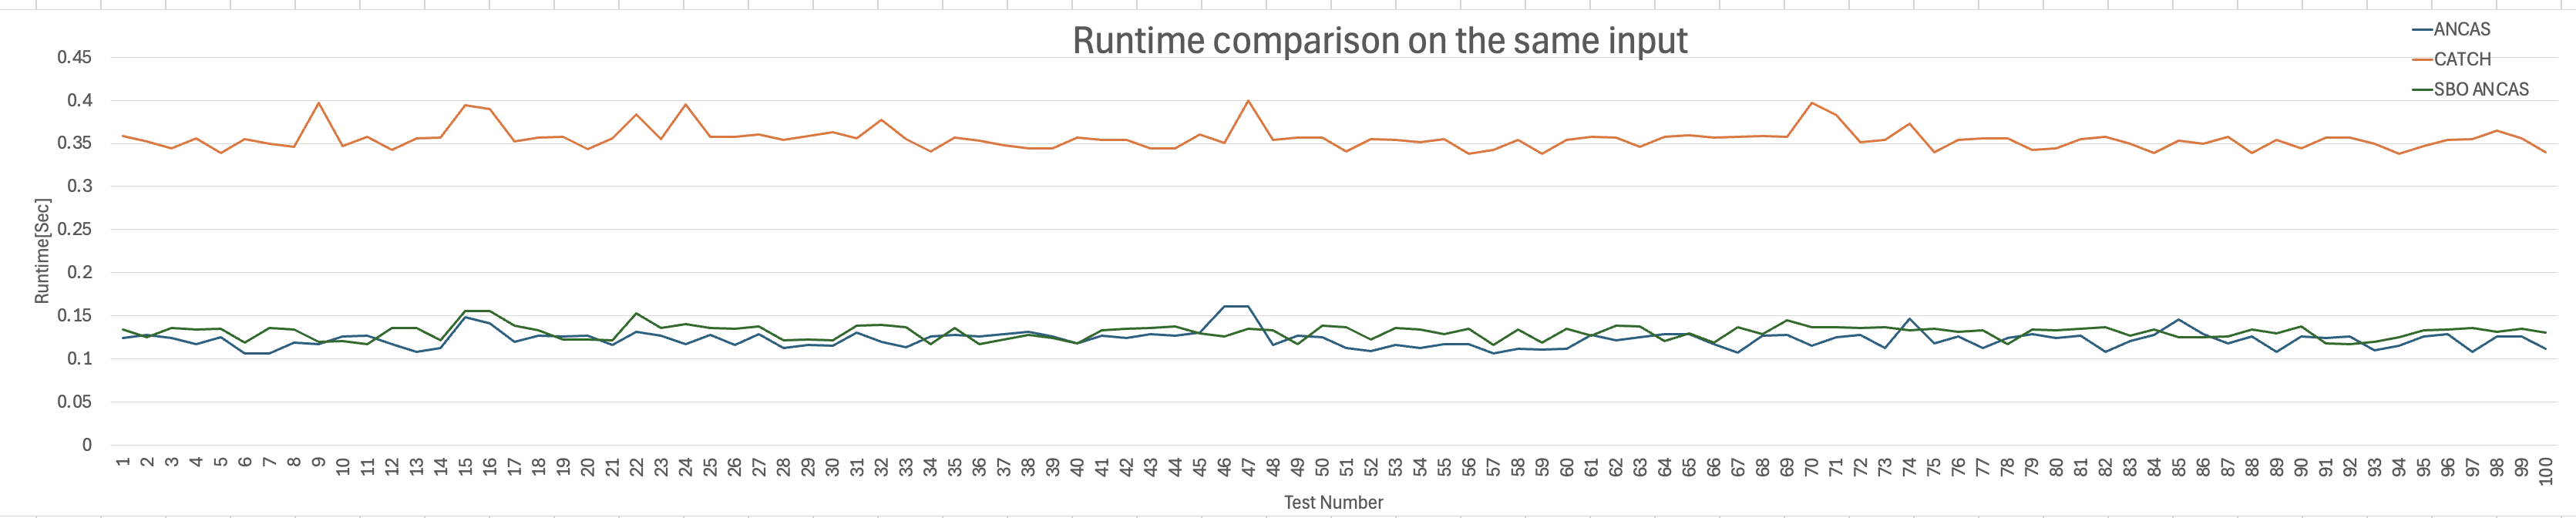 Runtime comparison on the same input
ANCAS
CATCH
SBO ANCAS
0.45
0.4
0.35
0.3
0.25
0.2
0.15
0.1
0.05
0
Runtime[Sec]
1 2 3 4 5 6 7 8 9 10 11 12 13 14 15 16 17 18 19 20 21 22 23 24 25 26 27 28 29 30 31 32 33 34 35 36 37 38 39 40 41 42 43 44 45 46 47 48 49 50 51 52 53 54 55 56 57 58 59 60 61 62 63 64 65 66 67 68 69 70 71 72 73 74 75 76 77 78 79 80 81 82 83 84 85 86 87 88 89 90 91 92 93 94 95 96 97 98 99 100
Test Number